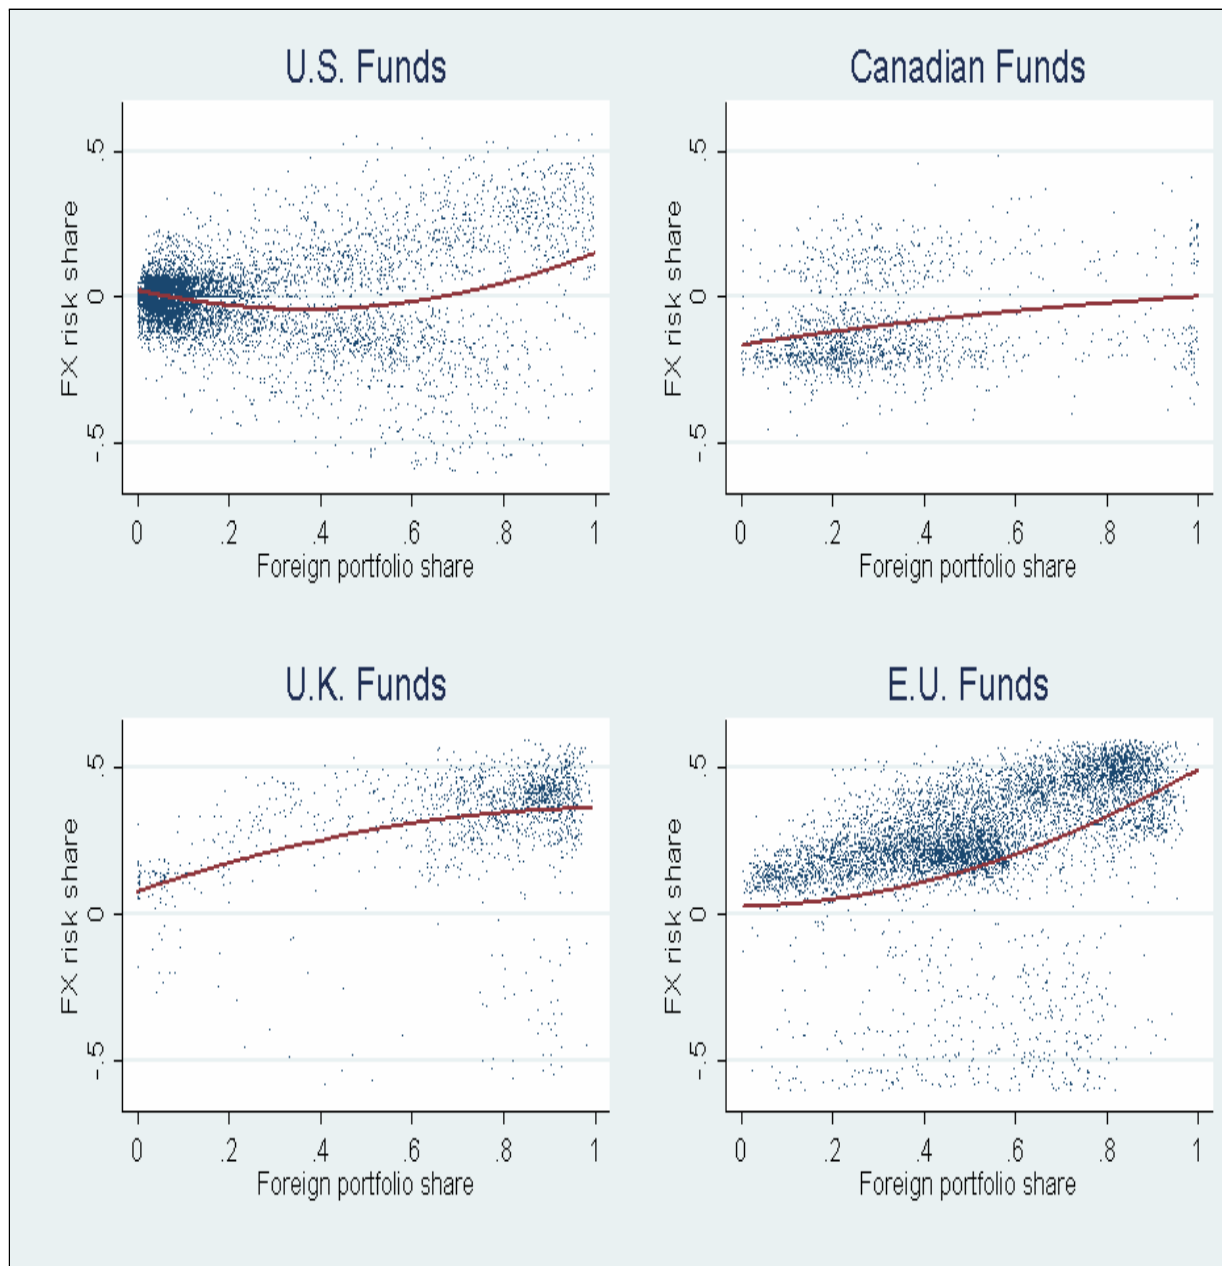 U.S. Funds
FX risk share
.5
0
-.5
0 .2 .4 .6 .8 1
Foreign portfolio share
Canadian Funds
FX risk share
.5
0
-.5
0 .2 .4 .6 .8 1
Foreign portfolio share
U.K. Funds
FX risk share
.5
0
-.5
0 .2 .4 .6 .8 1
Foreign portfolio share
E.U. Funds
FX risk share
.5
0
-.5
0 .2 .4 .6 .8 1
Foreign portfolio share